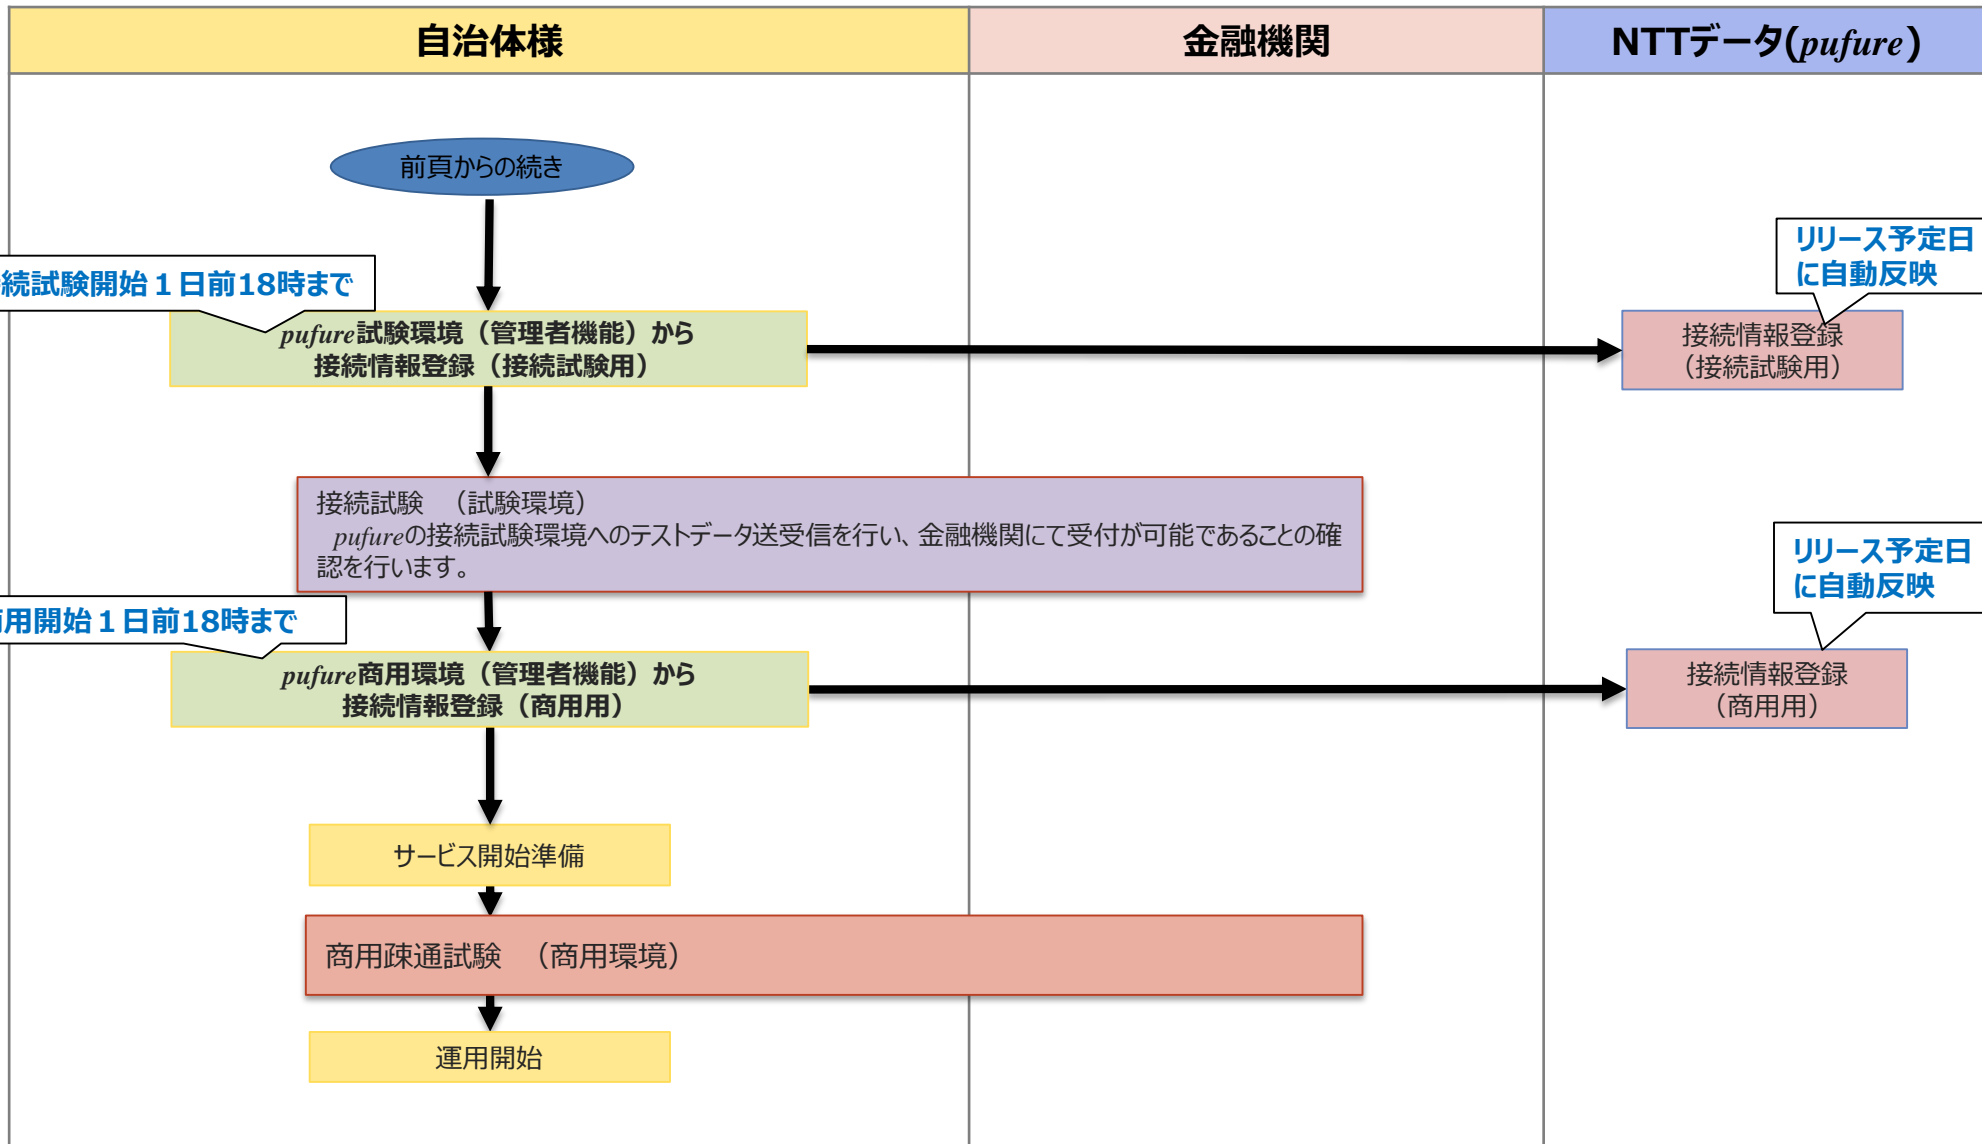 自治体様
金融機関
NTTデータ(pufure)
前頁からの続き
リリース予定日
に自動反映
続試験開始１日前18時まで
pufure試験環境（管理者機能）から
接続情報登録（接続試験用）
接続情報登録
（接続試験用）
接続試験　（試験環境）
pufureの接続試験環境へのテストデータ送受信を行い、金融機関にて受付が可能であることの確
認を行います。
リリース予定日
に自動反映
用開始１日前18時まで
pufure商用環境（管理者機能）から
接続情報登録（商用用）
接続情報登録
（商用用）
サービス開始準備
商用疎通試験　（商用環境）
運用開始